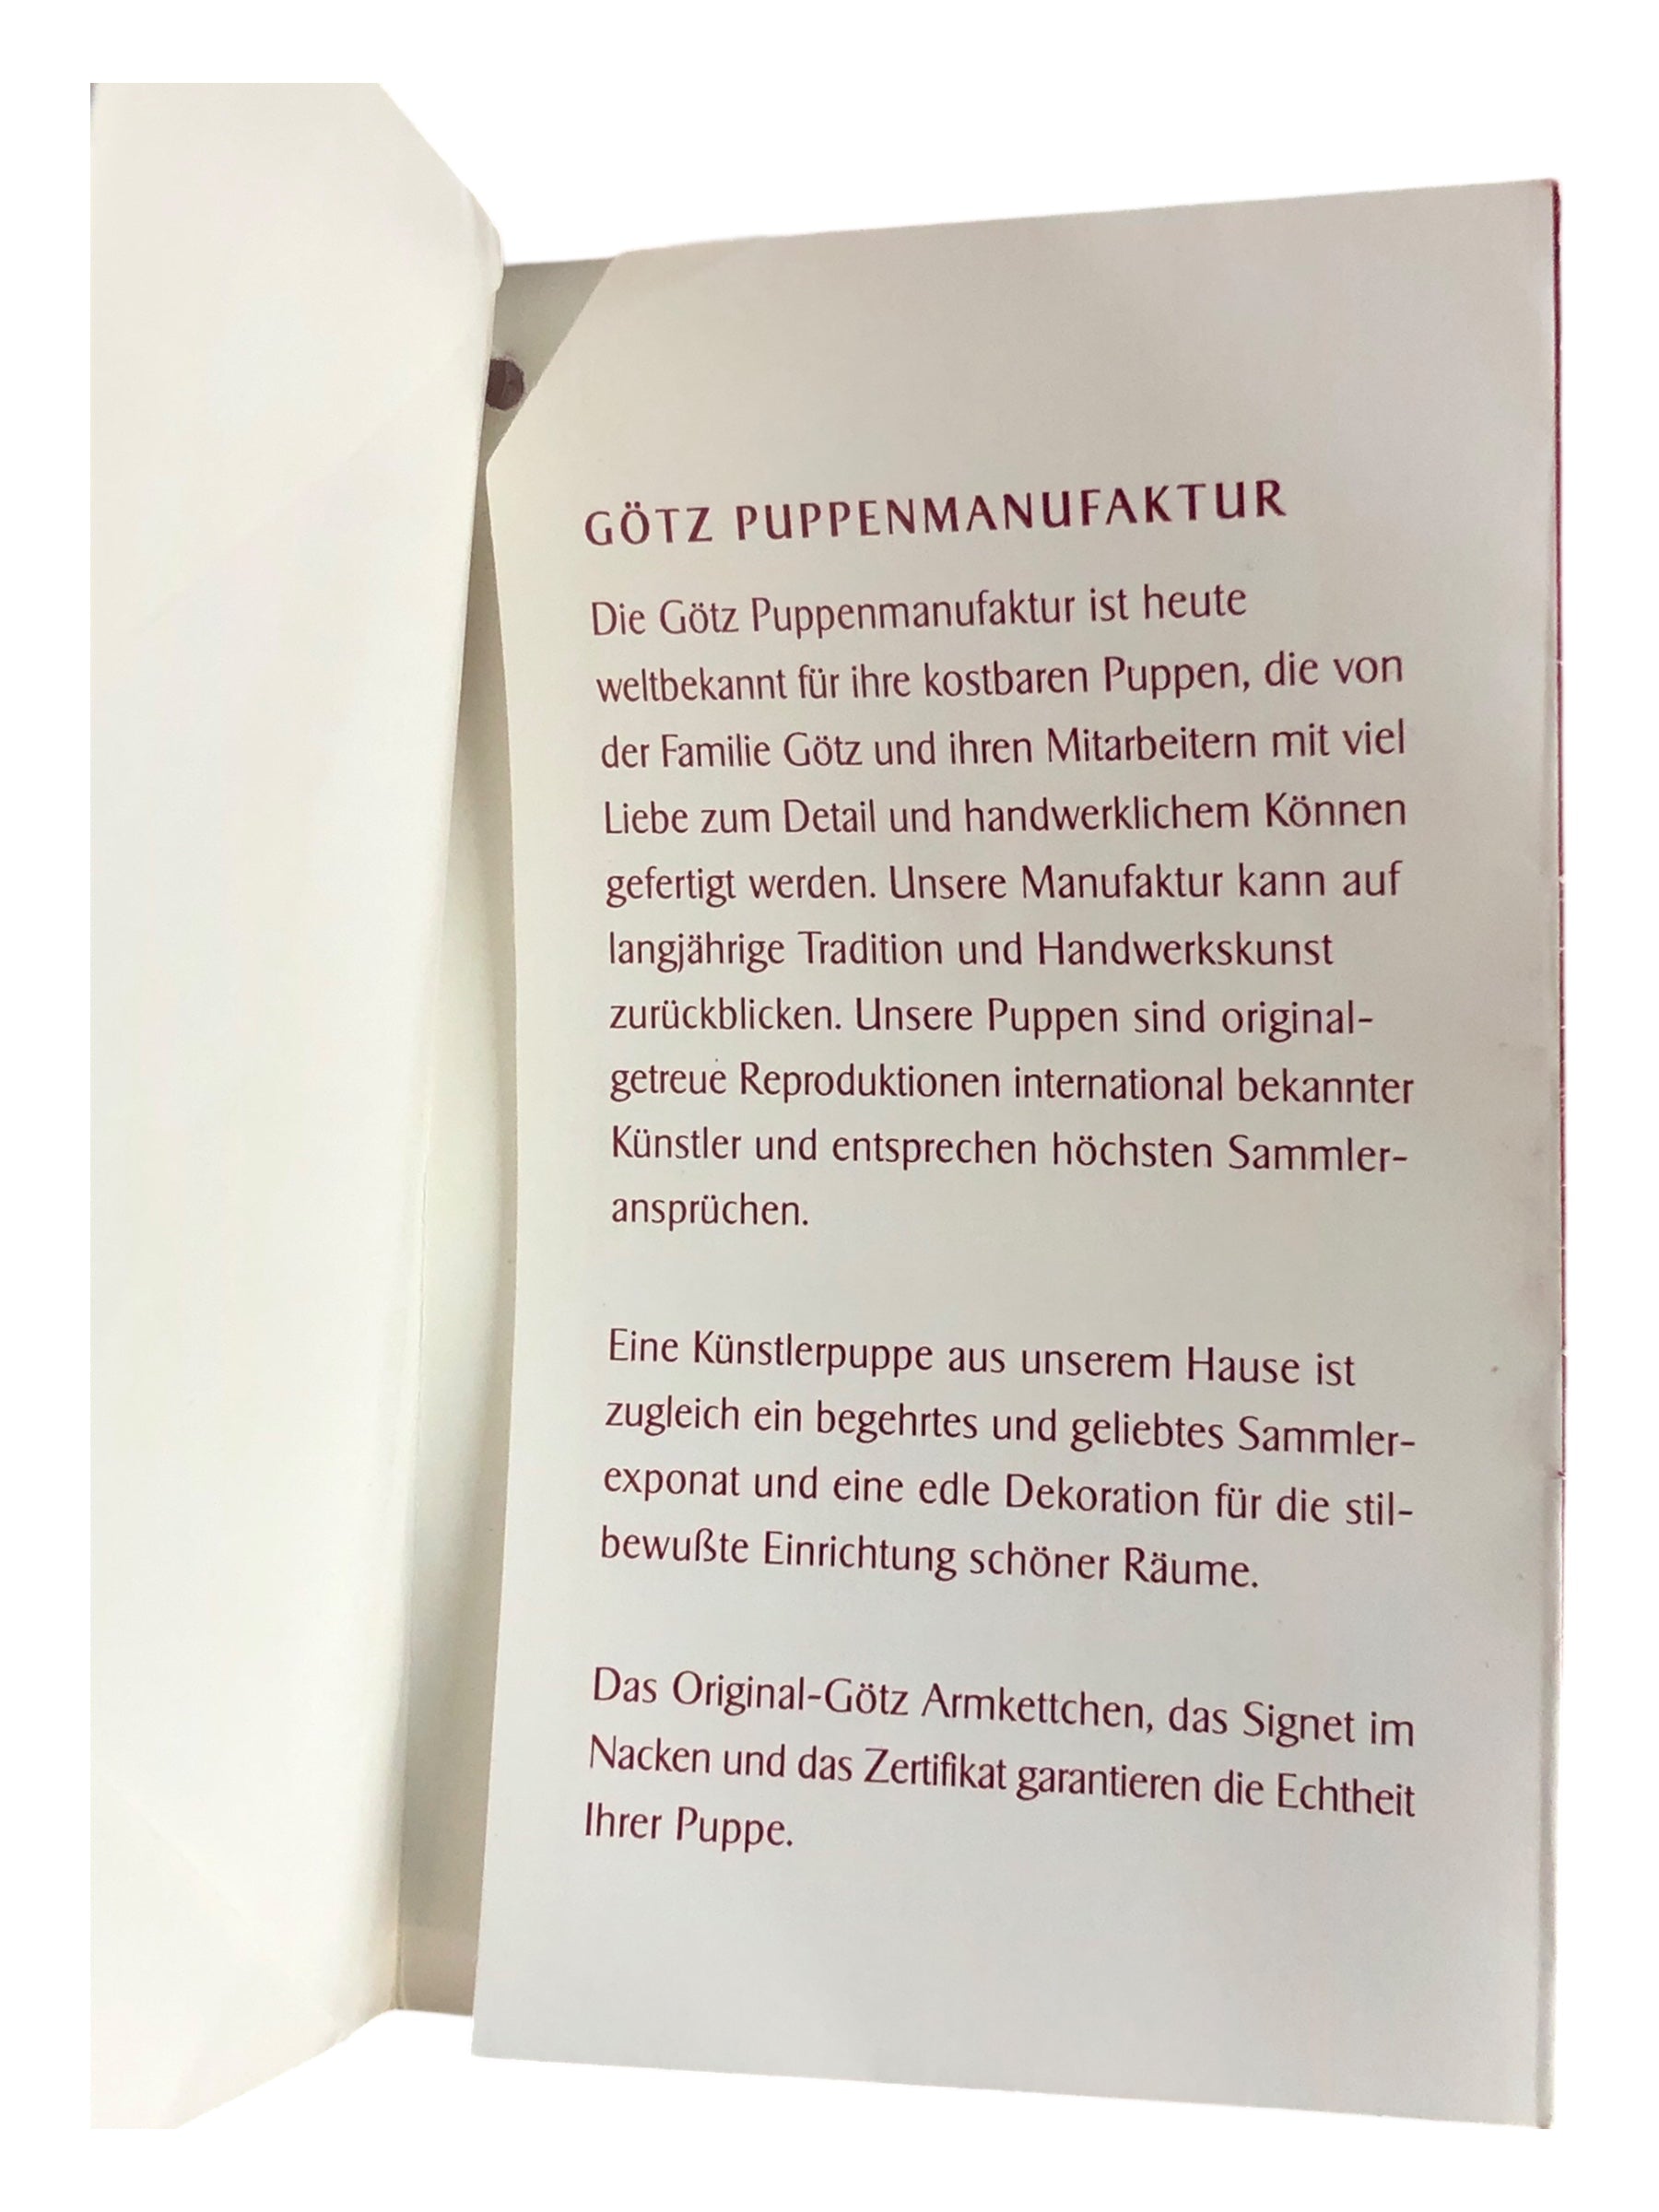 GÖTZ PUPPENMANUFAKTUR
Die Götz Puppenmanufaktur ist heute
weltbekannt für ihre kostbaren Puppen, die von
der Familie Götz und ihren Mitarbeitern mit viel
Liebe zum Detail und handwerklichem Können
gefertigt werden. Unsere Manufaktur kann auf
langjährige Tradition und Handwerkskunst
zurückblicken. Unsere Puppen sind original-
getreue Reproduktionen international bekannter
Künstler und entsprechen höchsten Sammler-
ansprüchen.
Eine Künstlerpuppe aus unserem Hause ist
zugleich ein begehrtes und geliebtes Sammler-
exponat und eine edle Dekoration für die stil-
bewußte Einrichtung schöner Räume.
Das Original-Götz Armkettchen, das Signet im
Nacken und das Zertifikat garantieren die Echtheit
Ihrer Puppe.